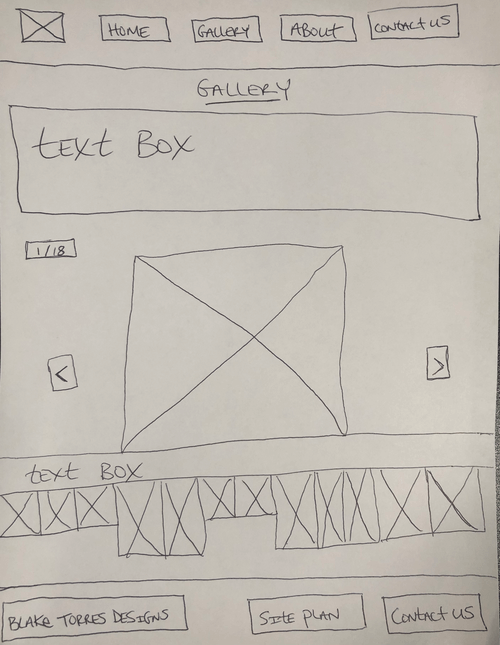 HOME GALLERY ABOUT CONTACT US
GALLERY
TEXT BOX
1/18
< >
TEXT BOX
BLAKE TORRES DESIGNS SITE PLAN CONTACT US